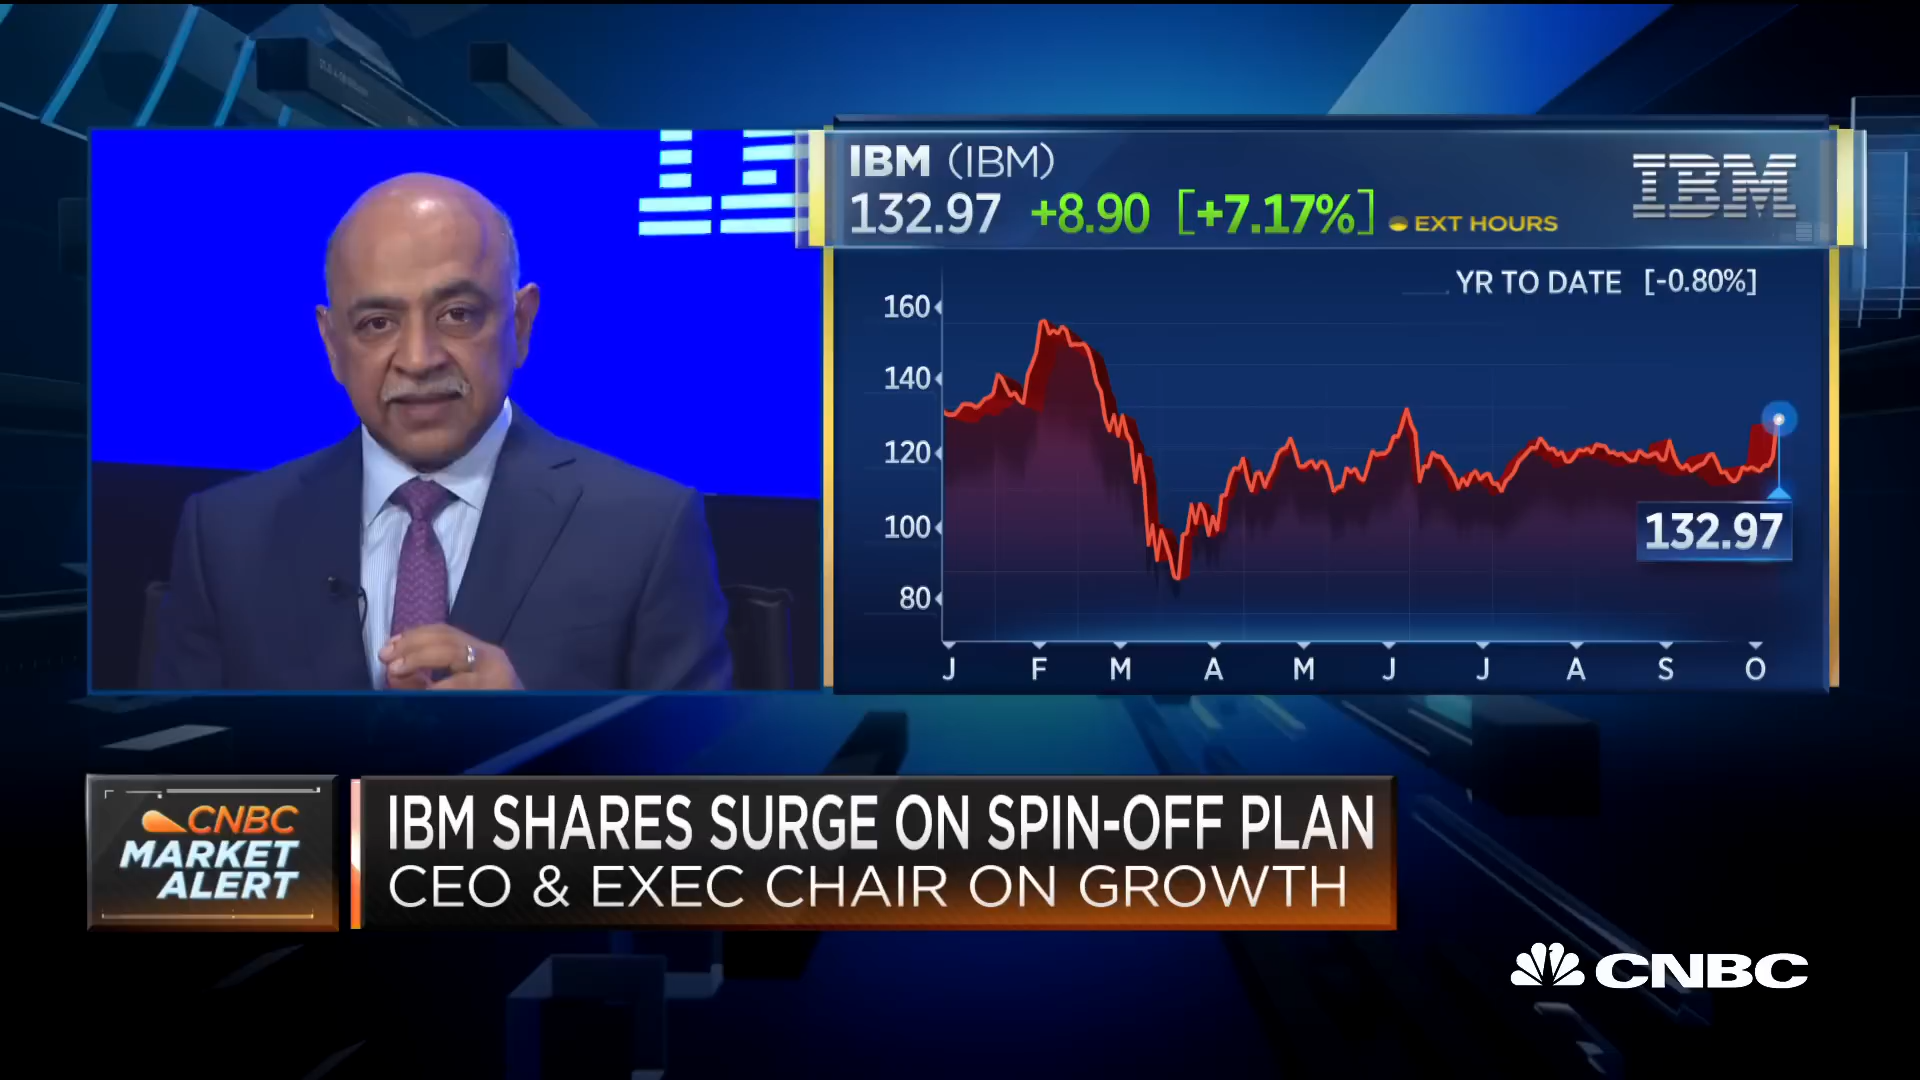 IBM (IBM)
132.97 +8.90 [+7.17%] EXT HOURS
IBM
YR TO DATE [-0.80%]
160
140
120
100
80
132.97
J F M A M J J A S O
CNBC
MARKET
ALERT
IBM SHARES SURGE ON SPIN-OFF PLAN
CEO & EXEC CHAIR ON GROWTH
CNBC